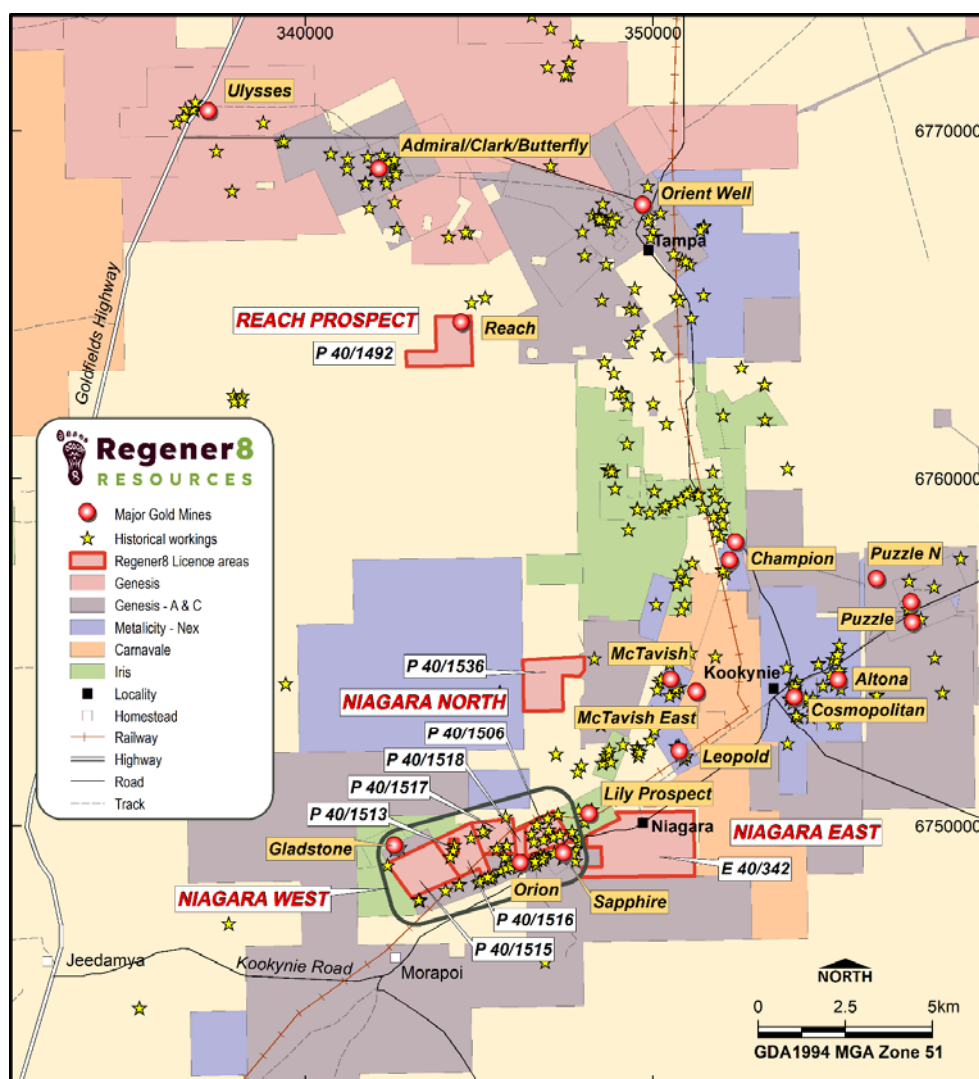 340000
350000
Ulysses
6770000
Admiral/Clark/Butterfly
Orient Well
Tampa
Goldfields Highway
REACH PROSPECT
Reach
P 40/1492
Regener8
RESOURCES
8
Major Gold Mines
Historical workings
Regener8 Licence areas
Genesis
Genesis - A & C
Metalicity - Nex
Carnavale
Iris
Locality
Homestead
Railway
Highway
Road
Track
6760000
Champion
Puzzle N
Puzzle
McTavish
P 40/1536
Kookynie
Altona
NIAGARA NORTH
McTavish East
Cosmopolitan
P 40/1506
P 40/1518
Leopold
P 40/1517
Lily Prospect
P 40/1513
Niagara
NIAGARA EAST
6750000
Gladstone
E 40/342
NIAGARA WEST
Orion
Sapphire
P 40/1516
P 40/1515
Jeedamya
Kookynie Road
Morapoi
NORTH
0 2.5 5km
GDA1994 MGA Zone 51